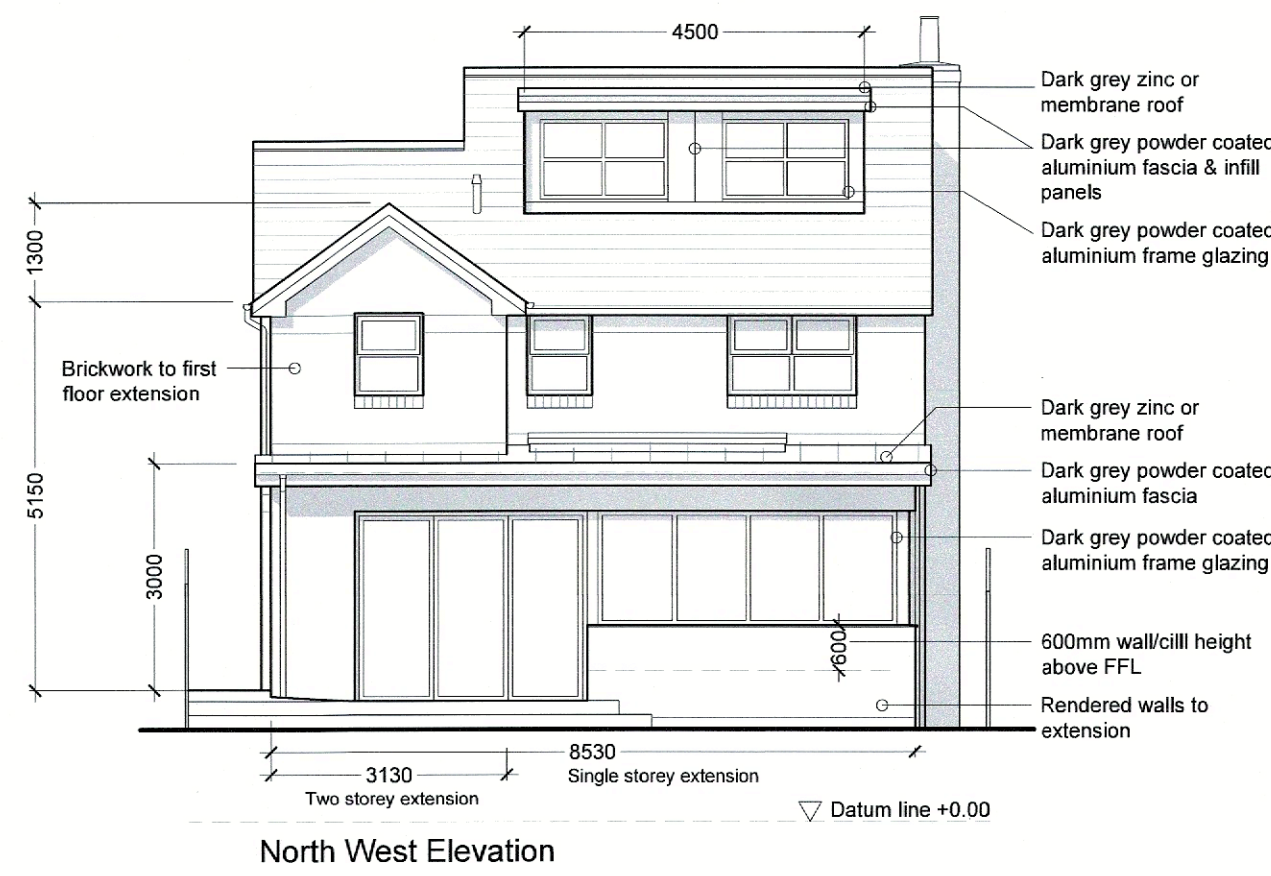 4500
Dark grey zinc or
membrane roof
Dark grey powder coated
aluminium fascia & infill
panels
Dark grey powder coated
aluminium frame glazing
1300
Brickwork to first
floor extension
5150
3000
Dark grey zinc or
membrane roof
Dark grey powder coated
aluminium fascia
Dark grey powder coated
aluminium frame glazing
600
600mm wall/cilll height
above FFL
Rendered walls to
extension
8530
Single storey extension
3130
Two storey extension
Datum line +0.00
North West Elevation